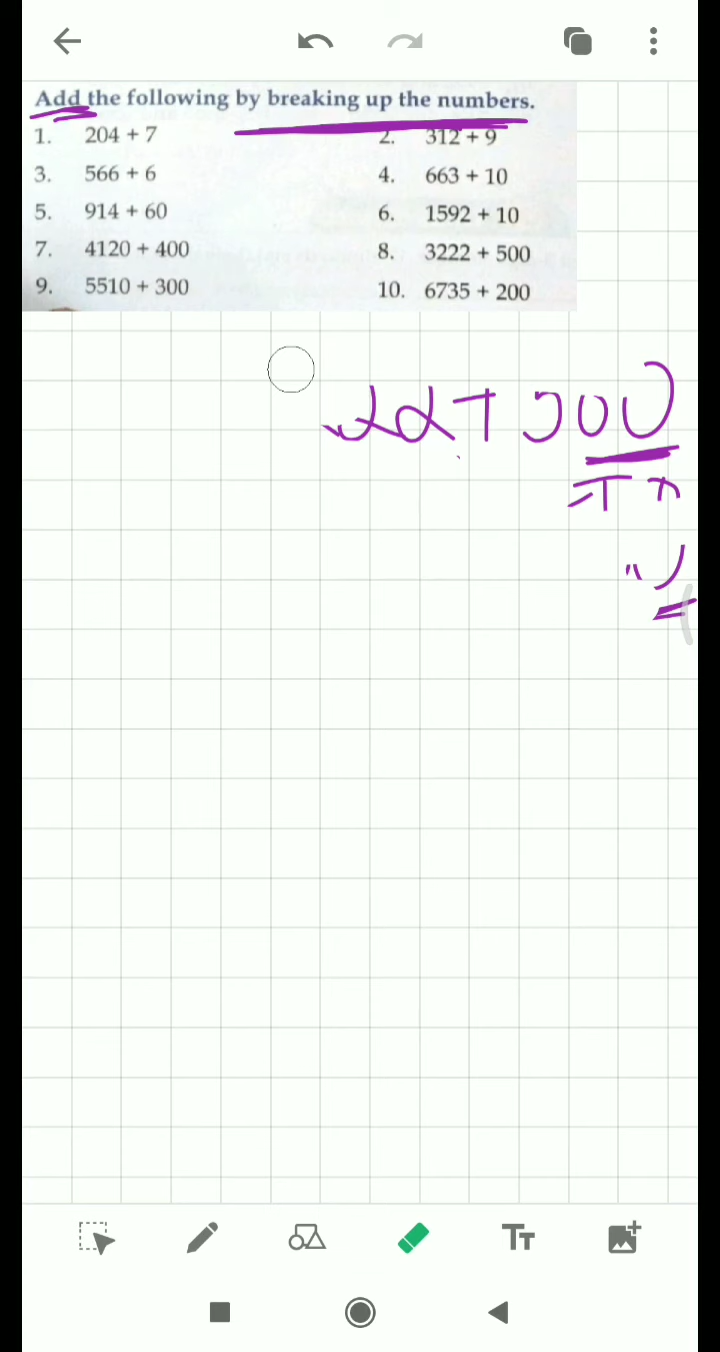 Add the following by breaking up the numbers.
1. 204 + 7 2. 312 + 9
3. 566 + 6 4. 663 + 10
5. 914 + 60 6. 1592 + 10
7. 4120 + 400 8. 3222 + 500
9. 5510 + 300 10. 6735 + 200
22 + 500